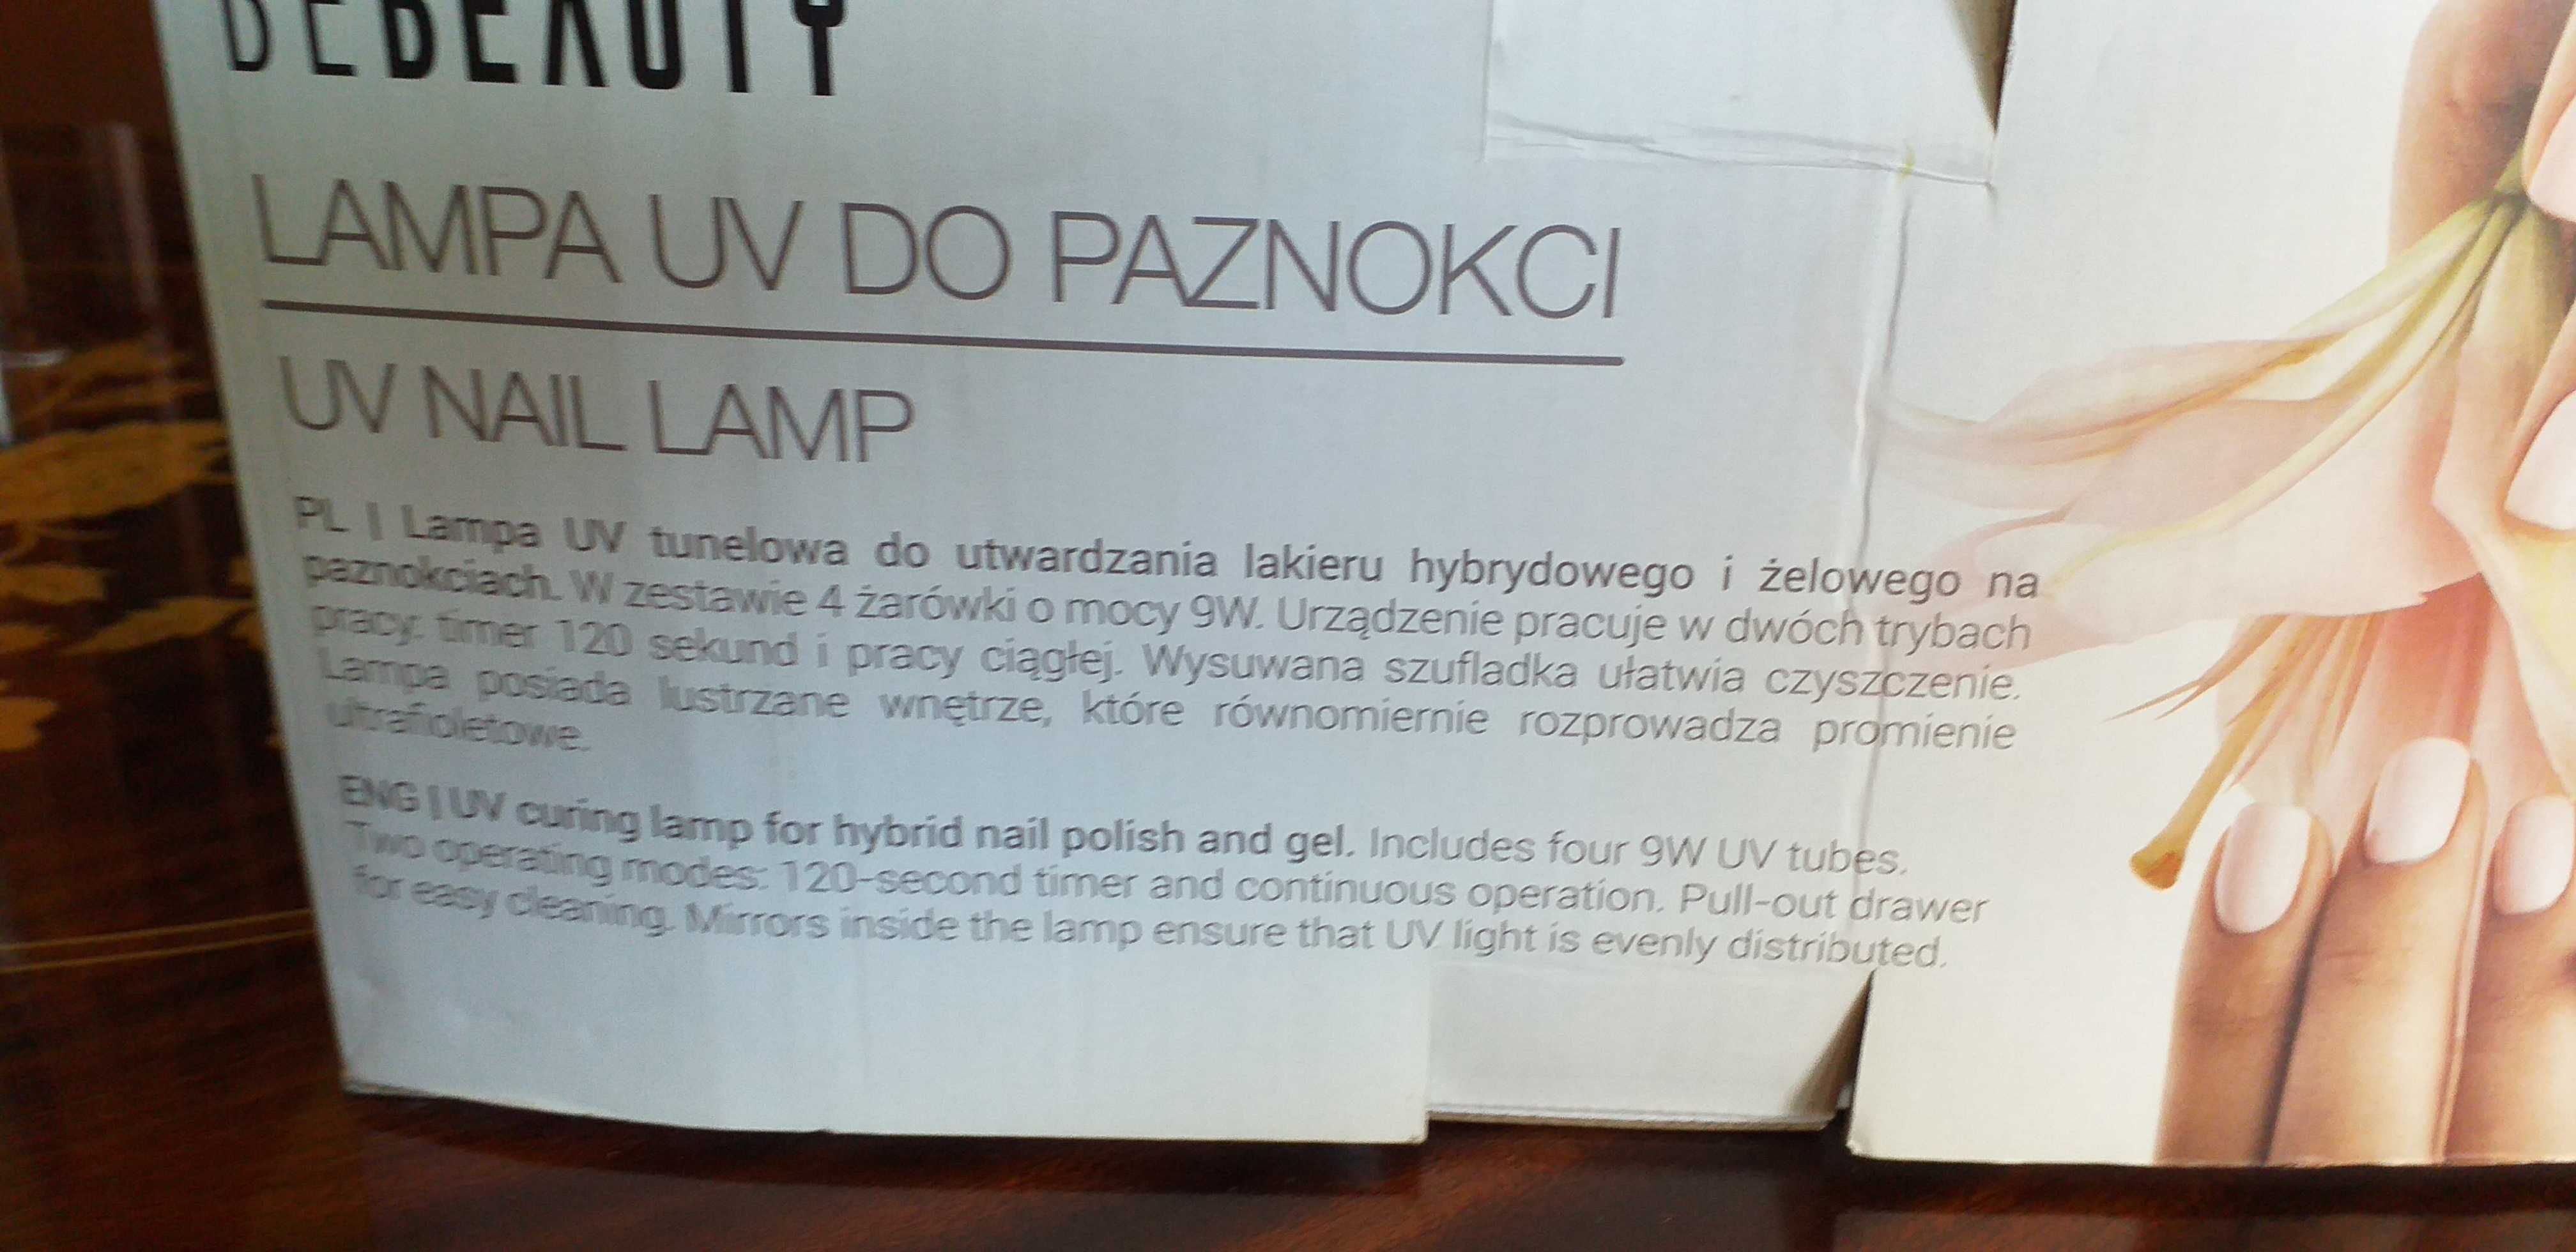 BEBEAUTY
LAMPA UV DO PAZNOKCI
UV NAIL LAMP
PL | Lampa UV tunelowa do utwardzania lakieru hybrydowego i żelowego na
paznokciach. W zestawie 4 żarówki o mocy 9W. Urządzenie pracuje w dwóch trybach
pracy: timer 120 sekund i pracy ciągłej. Wysuwana szufladka ułatwia czyszczenie.
Lampa posiada lustrzane wnętrze, które równomiernie rozprowadza promienie
ultrafioletowe.
ENG | UV curing lamp for hybrid nail polish and gel. Includes four 9W UV tubes.
Two operating modes: 120-second timer and continuous operation. Pull-out drawer
for easy cleaning. Mirrors inside the lamp ensure that UV light is evenly distributed.